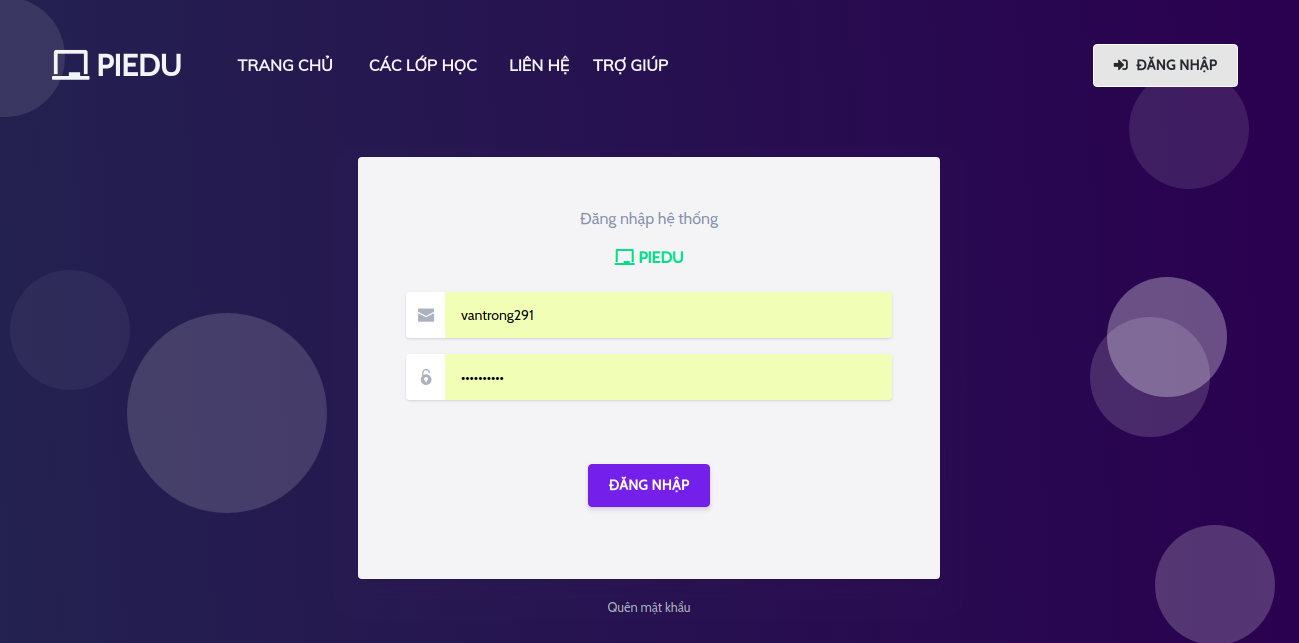 PIEDU
TRANG CHỦ
CÁC LỚP HỌC
LIÊN HỆ
TRỢ GIÚP
ĐĂNG NHẬP
Đăng nhập hệ thống
PIEDU
vantrong291
••••••••••
ĐĂNG NHẬP
Quên mật khẩu